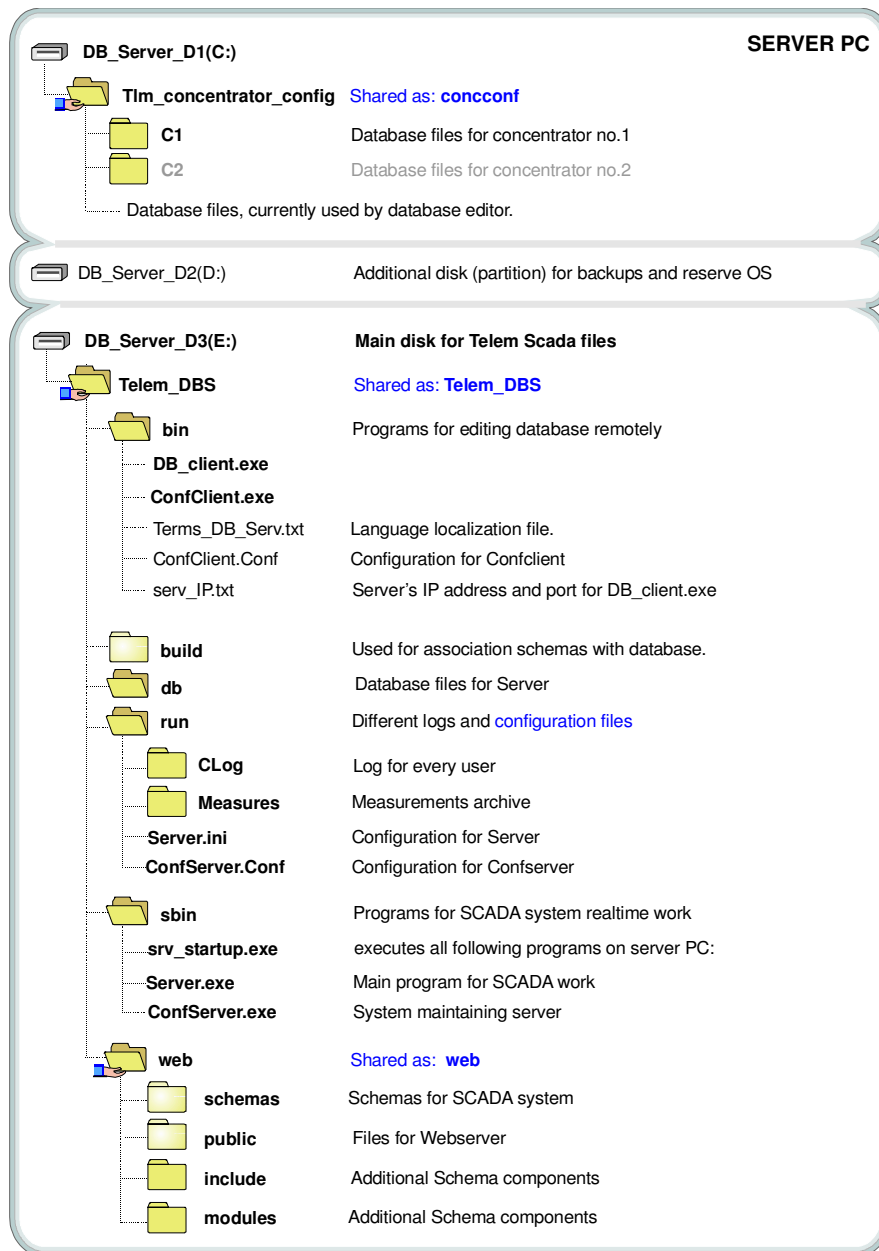 SERVER PC
DB_Server_D1(C:)
Tlm_concentrator_config Shared as: concconf
C1 Database files for concentrator no.1
C2 Database files for concentrator no.2
Database files, currently used by database editor.
DB_Server_D2(D:) Additional disk (partition) for backups and reserve OS
DB_Server_D3(E:) Main disk for Telem Scada files
Telem_DBS Shared as: Telem_DBS
bin Programs for editing database remotely
DB_client.exe
ConfClient.exe
Terms_DB_Serv.txt Language localization file.
ConfClient.Conf Configuration for Confclient
serv_IP.txt Server's IP address and port for DB_client.exe
build Used for association schemas with database.
db Database files for Server
run Different logs and configuration files
CLog Log for every user
Measures Measurements archive
Server.ini Configuration for Server
ConfServer.Conf Configuration for Confserver
sbin Programs for SCADA system realtime work
srv_startup.exe executes all following programs on server PC:
Server.exe Main program for SCADA work
ConfServer.exe System maintaining server
web Shared as: web
schemas Schemas for SCADA system
public Files for Webserver
include Additional Schema components
modules Additional Schema components